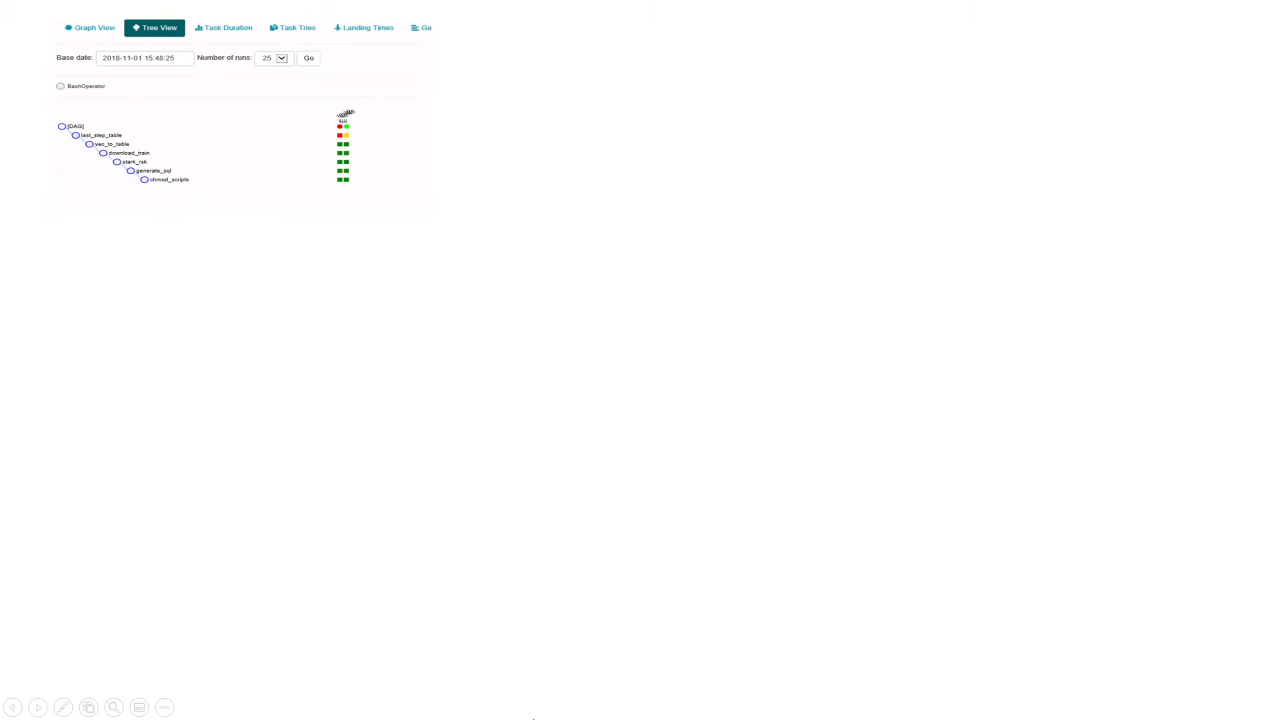 Graph View Tree View Task Duration Task Tries Landing Times Ga
Base date: 2018-11-01 15:48:25 Number of runs: 25 Go
BashOperator
[DAG]
last_step_table
vec_to_table
download_train
generate_sql
chmod_scripts